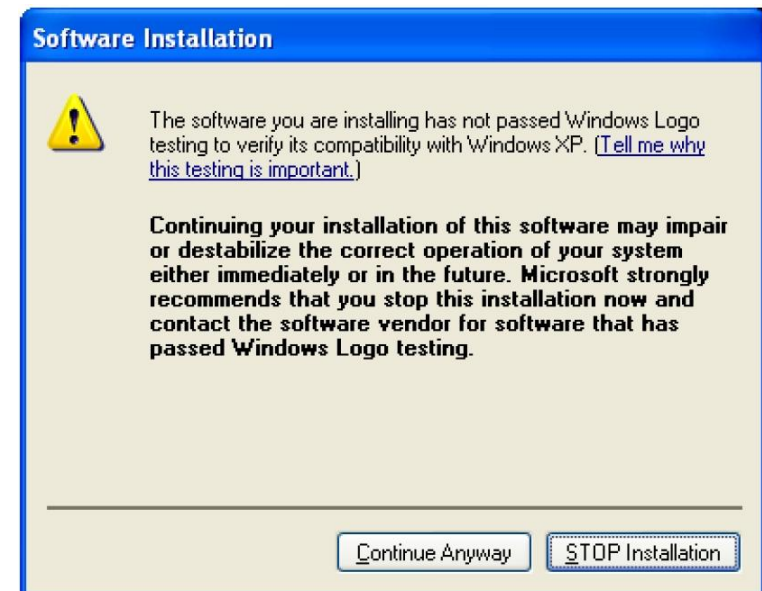 Software Installation
The software you are installing has not passed Windows Logo
testing to verify its compatibility with Windows XP. (Tell me why
this testing is important.)
Continuing your installation of this software may impair
or destabilize the correct operation of your system
either immediately or in the future. Microsoft strongly
recommends that you stop this installation now and
contact the software vendor for software that has
passed Windows Logo testing.
Continue Anyway
STOP Installation